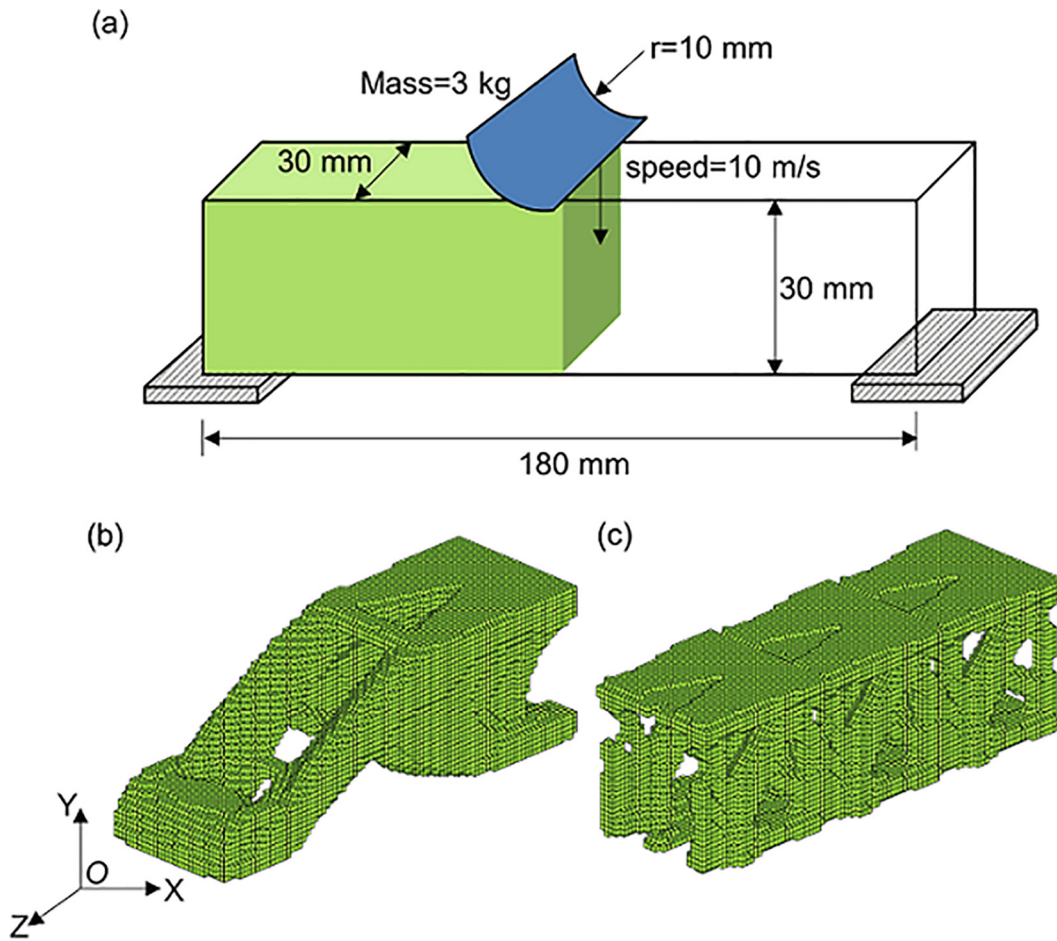 (a)
r=10 mm
Mass=3 kg
30 mm
speed=10 m/s
30 mm
180 mm
(b)
(c)
Y
O
X
Z